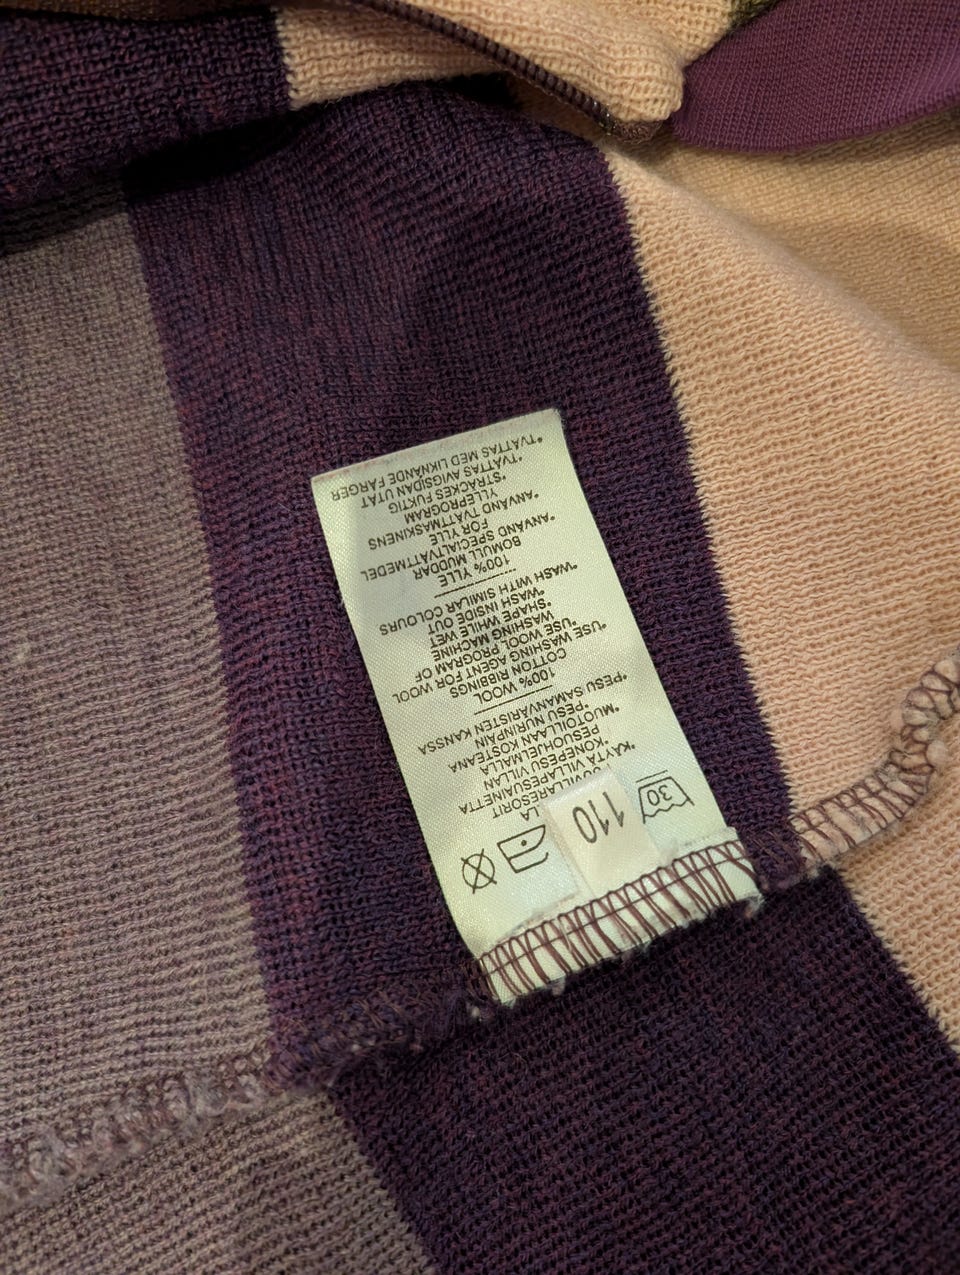 30
110
*KÄYTÄ VILLAPESUAINETTA
*KONEPESU VILLAN
PESUOHJELMALLA
*MUOTOILLAAN KOSTEANA
*PESU NURINPÄIN
*PESU SAMANVÄRISTEN KANSSA
100% WOOL
COTTON RIBBINGS
*USE WASHING AGENT FOR WOOL
*USE WOOL PROGRAM OF
WASHING MACHINE
*SHAPE WHILE WET
*WASH INSIDE OUT
*WASH WITH SIMILAR COLOURS
100% YLLE
BOMULL MUDDAR
*ANVÄND SPECIALTVÄTTMEDEL
FÖR YLLE
*ANVÄND TVÄTTMASKINENS
YLLEPROGRAM
*STRÄCKES FUKTIG
*TVÄTTAS AVIGSIDAN UTÅT
*TVÄTTAS MED LIKNANDE FÄRGER